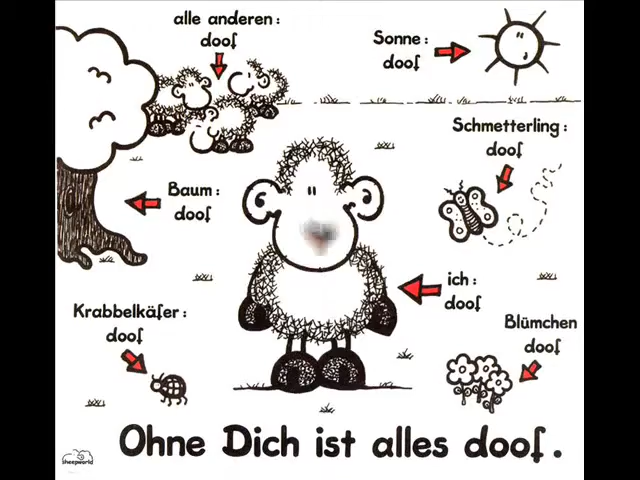 alle anderen:
doof
Sonne:
doof
Schmetterling:
doof
Baum:
doof
ich:
doof
Krabbelkäfer:
doof
Blümchen
doof
Ohne Dich ist alles doof.
sheepworld